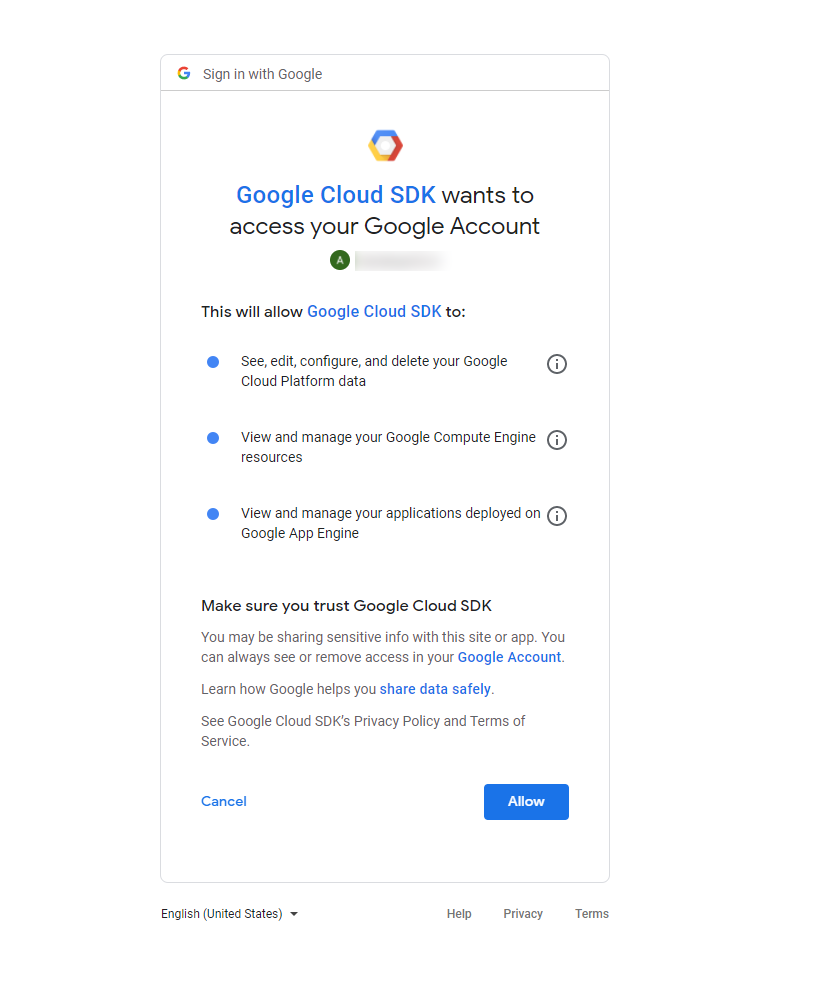 Sign in with Google
Google Cloud SDK wants to
access your Google Account
A
This will allow Google Cloud SDK to:
See, edit, configure, and delete your Google
Cloud Platform data
View and manage your Google Compute Engine
resources
View and manage your applications deployed on
Google App Engine
Make sure you trust Google Cloud SDK
You may be sharing sensitive info with this site or app. You
can always see or remove access in your Google Account.
Learn how Google helps you share data safely.
See Google Cloud SDK's Privacy Policy and Terms of
Service.
Cancel Allow
English (United States) Help Privacy Terms